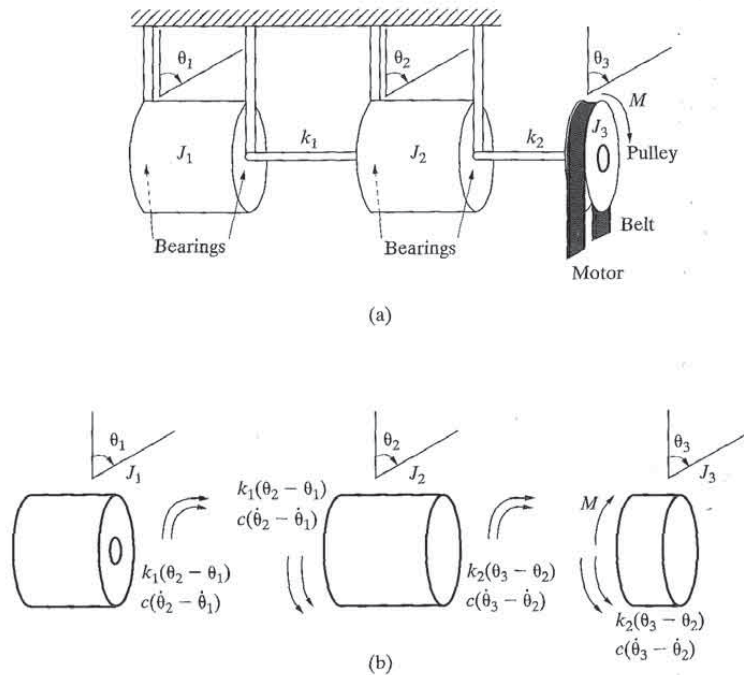 θ₁
θ₂
θ₃
M
J₁
k₁
J₂
k₂
J₃
Pulley
Bearings
Bearings
Belt
Motor
(a)
θ₁
J₁
k₁(θ₂ − θ₁)
c(θ̇₂ − θ̇₁)
k₁(θ₂ − θ₁)
c(θ̇₂ − θ̇₁)
θ₂
J₂
k₂(θ₃ − θ₂)
c(θ̇₃ − θ̇₂)
θ₃
J₃
M
k₂(θ₃ − θ₂)
c(θ̇₃ − θ̇₂)
(b)